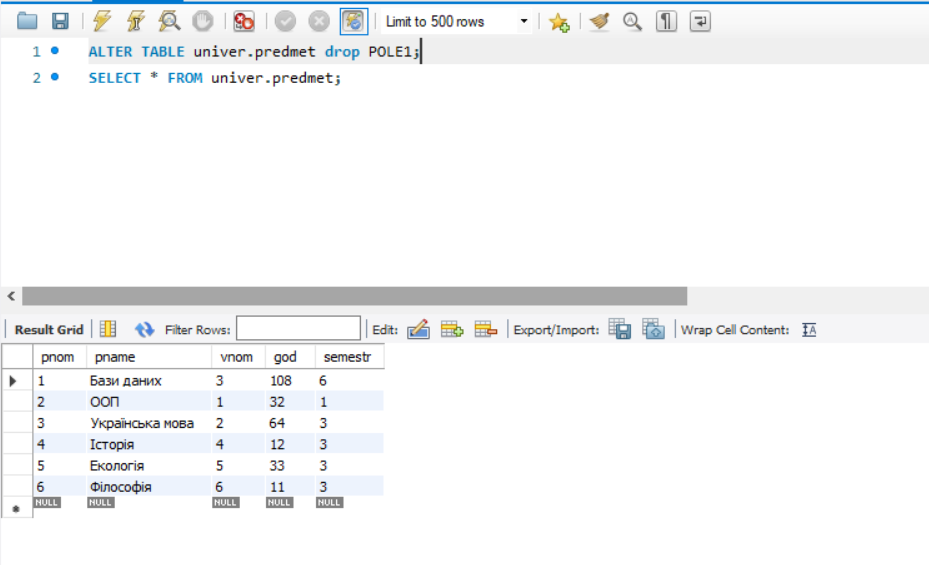 Limit to 500 rows
1 ALTER TABLE univer.predmet drop POLE1;
2 SELECT * FROM univer.predmet;
Result Grid Filter Rows: Edit: Export/Import: Wrap Cell Content: IA
pnom pname vnom god semestr
1 Бази даних 3 108 6
2 ООП 1 32 1
3 Українська мова 2 64 3
4 Історія 4 12 3
5 Екологія 5 33 3
6 Філософія 6 11 3
NULL NULL NULL NULL NULL